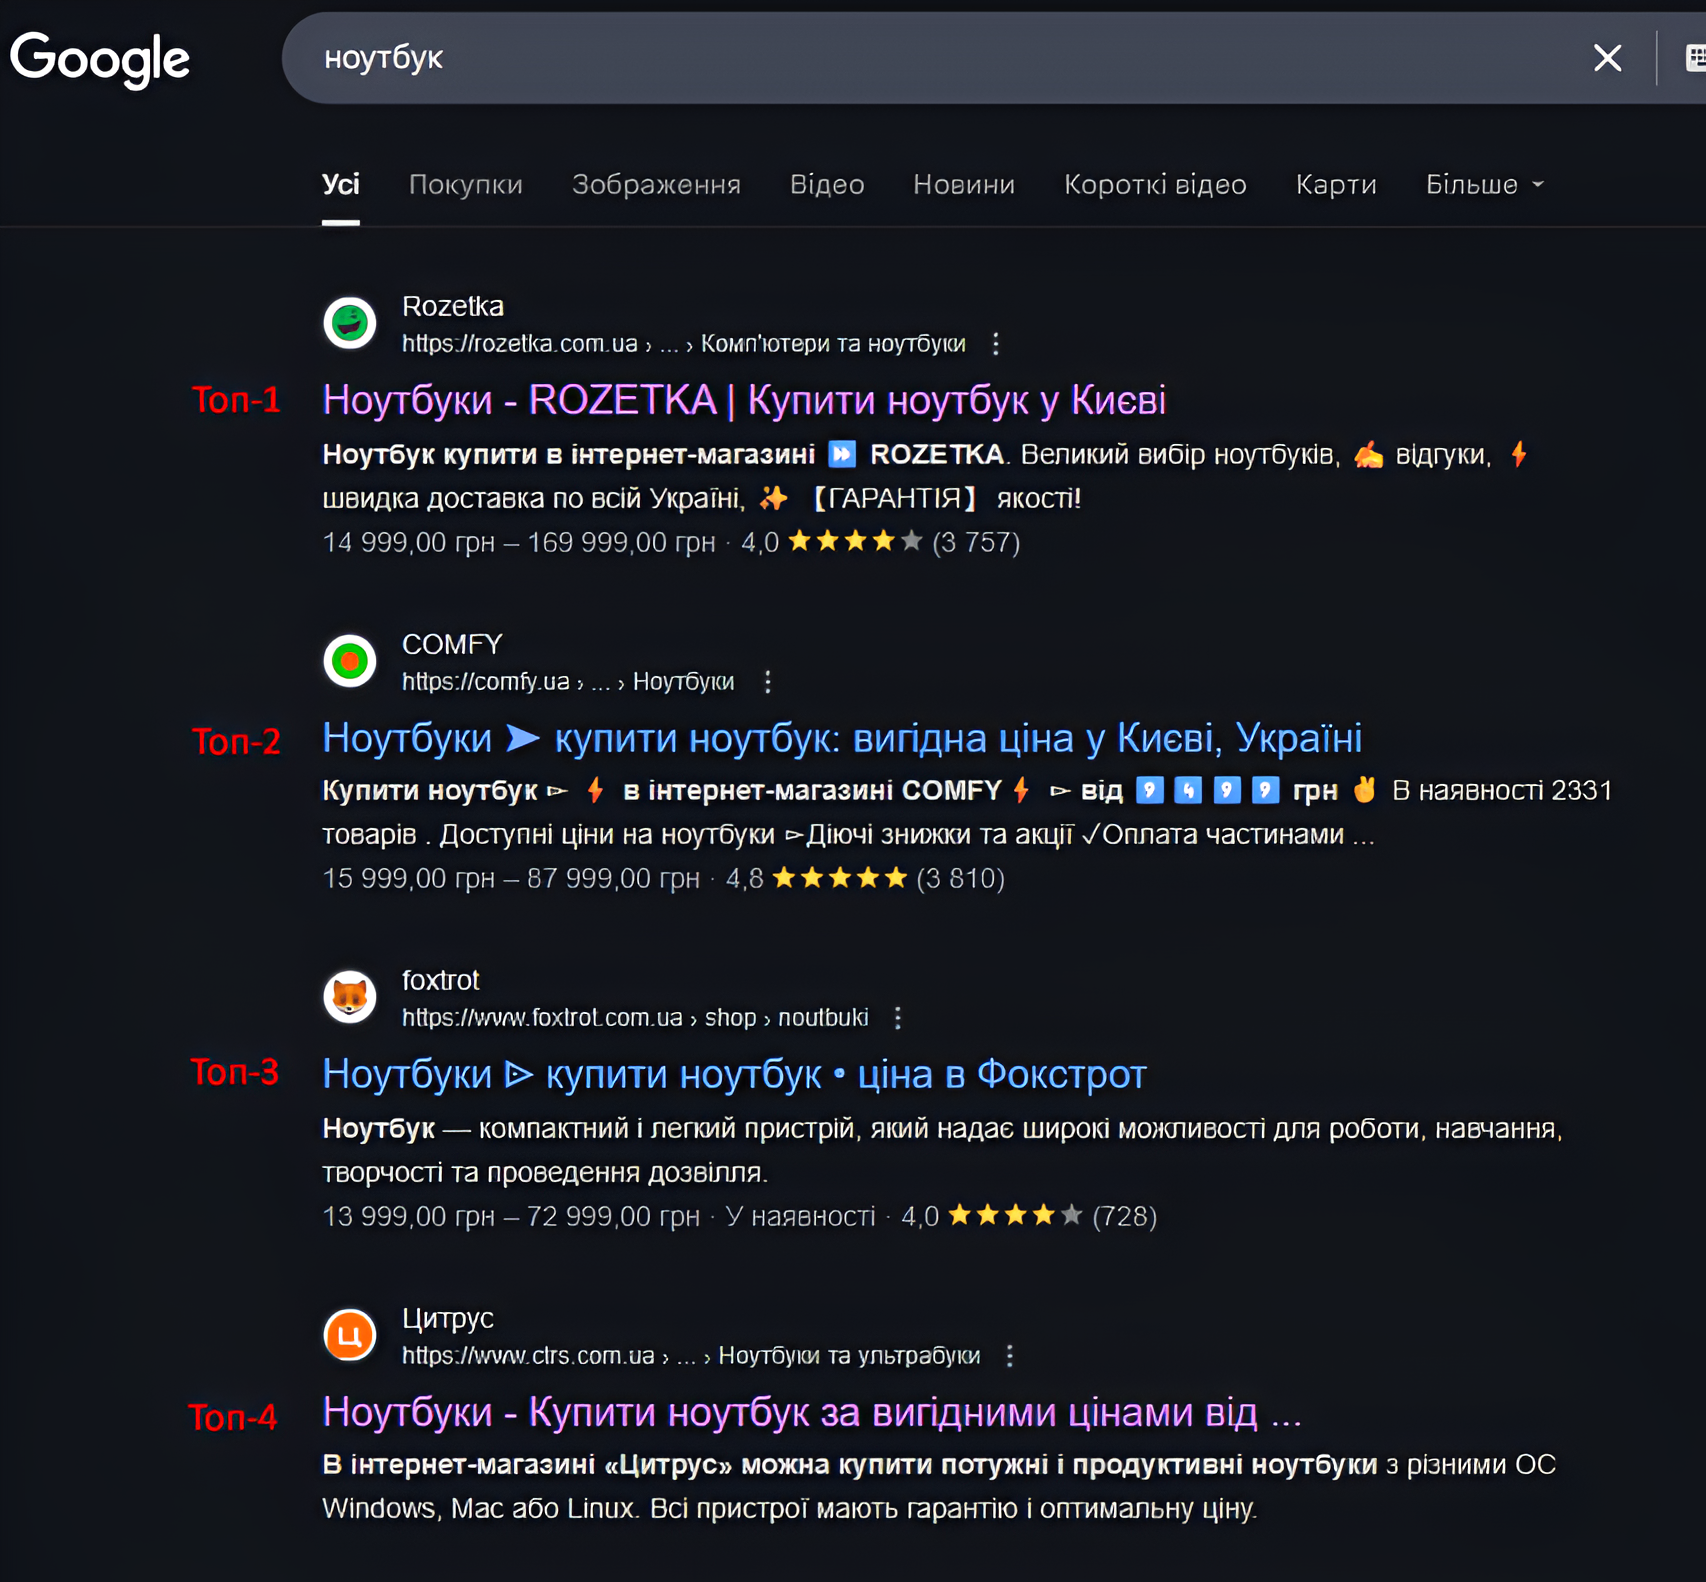 Google
ноутбук
Усі Покупки Зображення Відео Новини Короткі відео Карти Більше
Rozetka
https://rozetka.com.ua › ... › Комп'ютери та ноутбуки
Топ-1 Ноутбуки - ROZETKA | Купити ноутбук у Києві
Ноутбук купити в інтернет-магазині ⏩ ROZETKA. Великий вибір ноутбуків, ✍ відгуки, ⚡
швидка доставка по всій Україні, ✨ 【ГАРАНТІЯ】 якості!
14 999,00 грн – 169 999,00 грн · 4,0 ★★★★★ (3 757)
COMFY
https://comfy.ua › ... › Ноутбуки
Топ-2 Ноутбуки ➤ купити ноутбук: вигідна ціна у Києві, Україні
Купити ноутбук ▻ ⚡ в інтернет-магазині COMFY⚡ ▻ від 9️⃣4️⃣9️⃣9️⃣ грн ✌ В наявності 2331
товарів . Доступні ціни на ноутбуки ▻Діючі знижки та акції ✓Оплата частинами ...
15 999,00 грн – 87 999,00 грн · 4,8 ★★★★★ (3 810)
foxtrot
https://www.foxtrot.com.ua › shop › noutbuki
Топ-3 Ноутбуки ᐉ купити ноутбук • ціна в Фокстрот
Ноутбук — компактний і легкий пристрій, який надає широкі можливості для роботи, навчання,
творчості та проведення дозвілля.
13 999,00 грн – 72 999,00 грн · У наявності · 4,0 ★★★★★ (728)
Ц
Цитрус
https://www.ctrs.com.ua › ... › Ноутбуки та ультрабуки
Топ-4 Ноутбуки - Купити ноутбук за вигідними цінами від ...
В інтернет-магазині «Цитрус» можна купити потужні і продуктивні ноутбуки з різними ОС
Windows, Mac або Linux. Всі пристрої мають гарантію і оптимальну ціну.